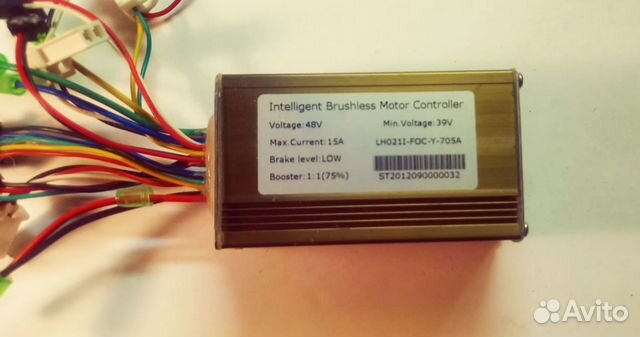 Intelligent Brushless Motor Controller
Voltage:48V Min.Voltage:39V
Max.Current:15A LH021I-FOC-Y-705A
Brake level:LOW
Booster:1:1(75%) ST2012090000032
Avito